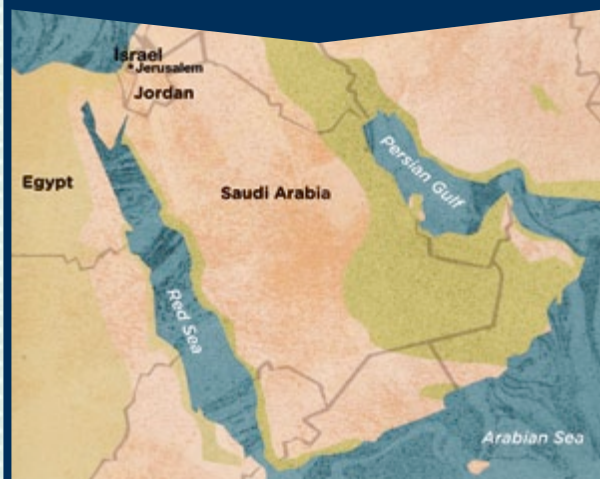 Israel
Jerusalem
Jordan
Egypt
Saudi Arabia
Persian Gulf
Red Sea
Arabian Sea